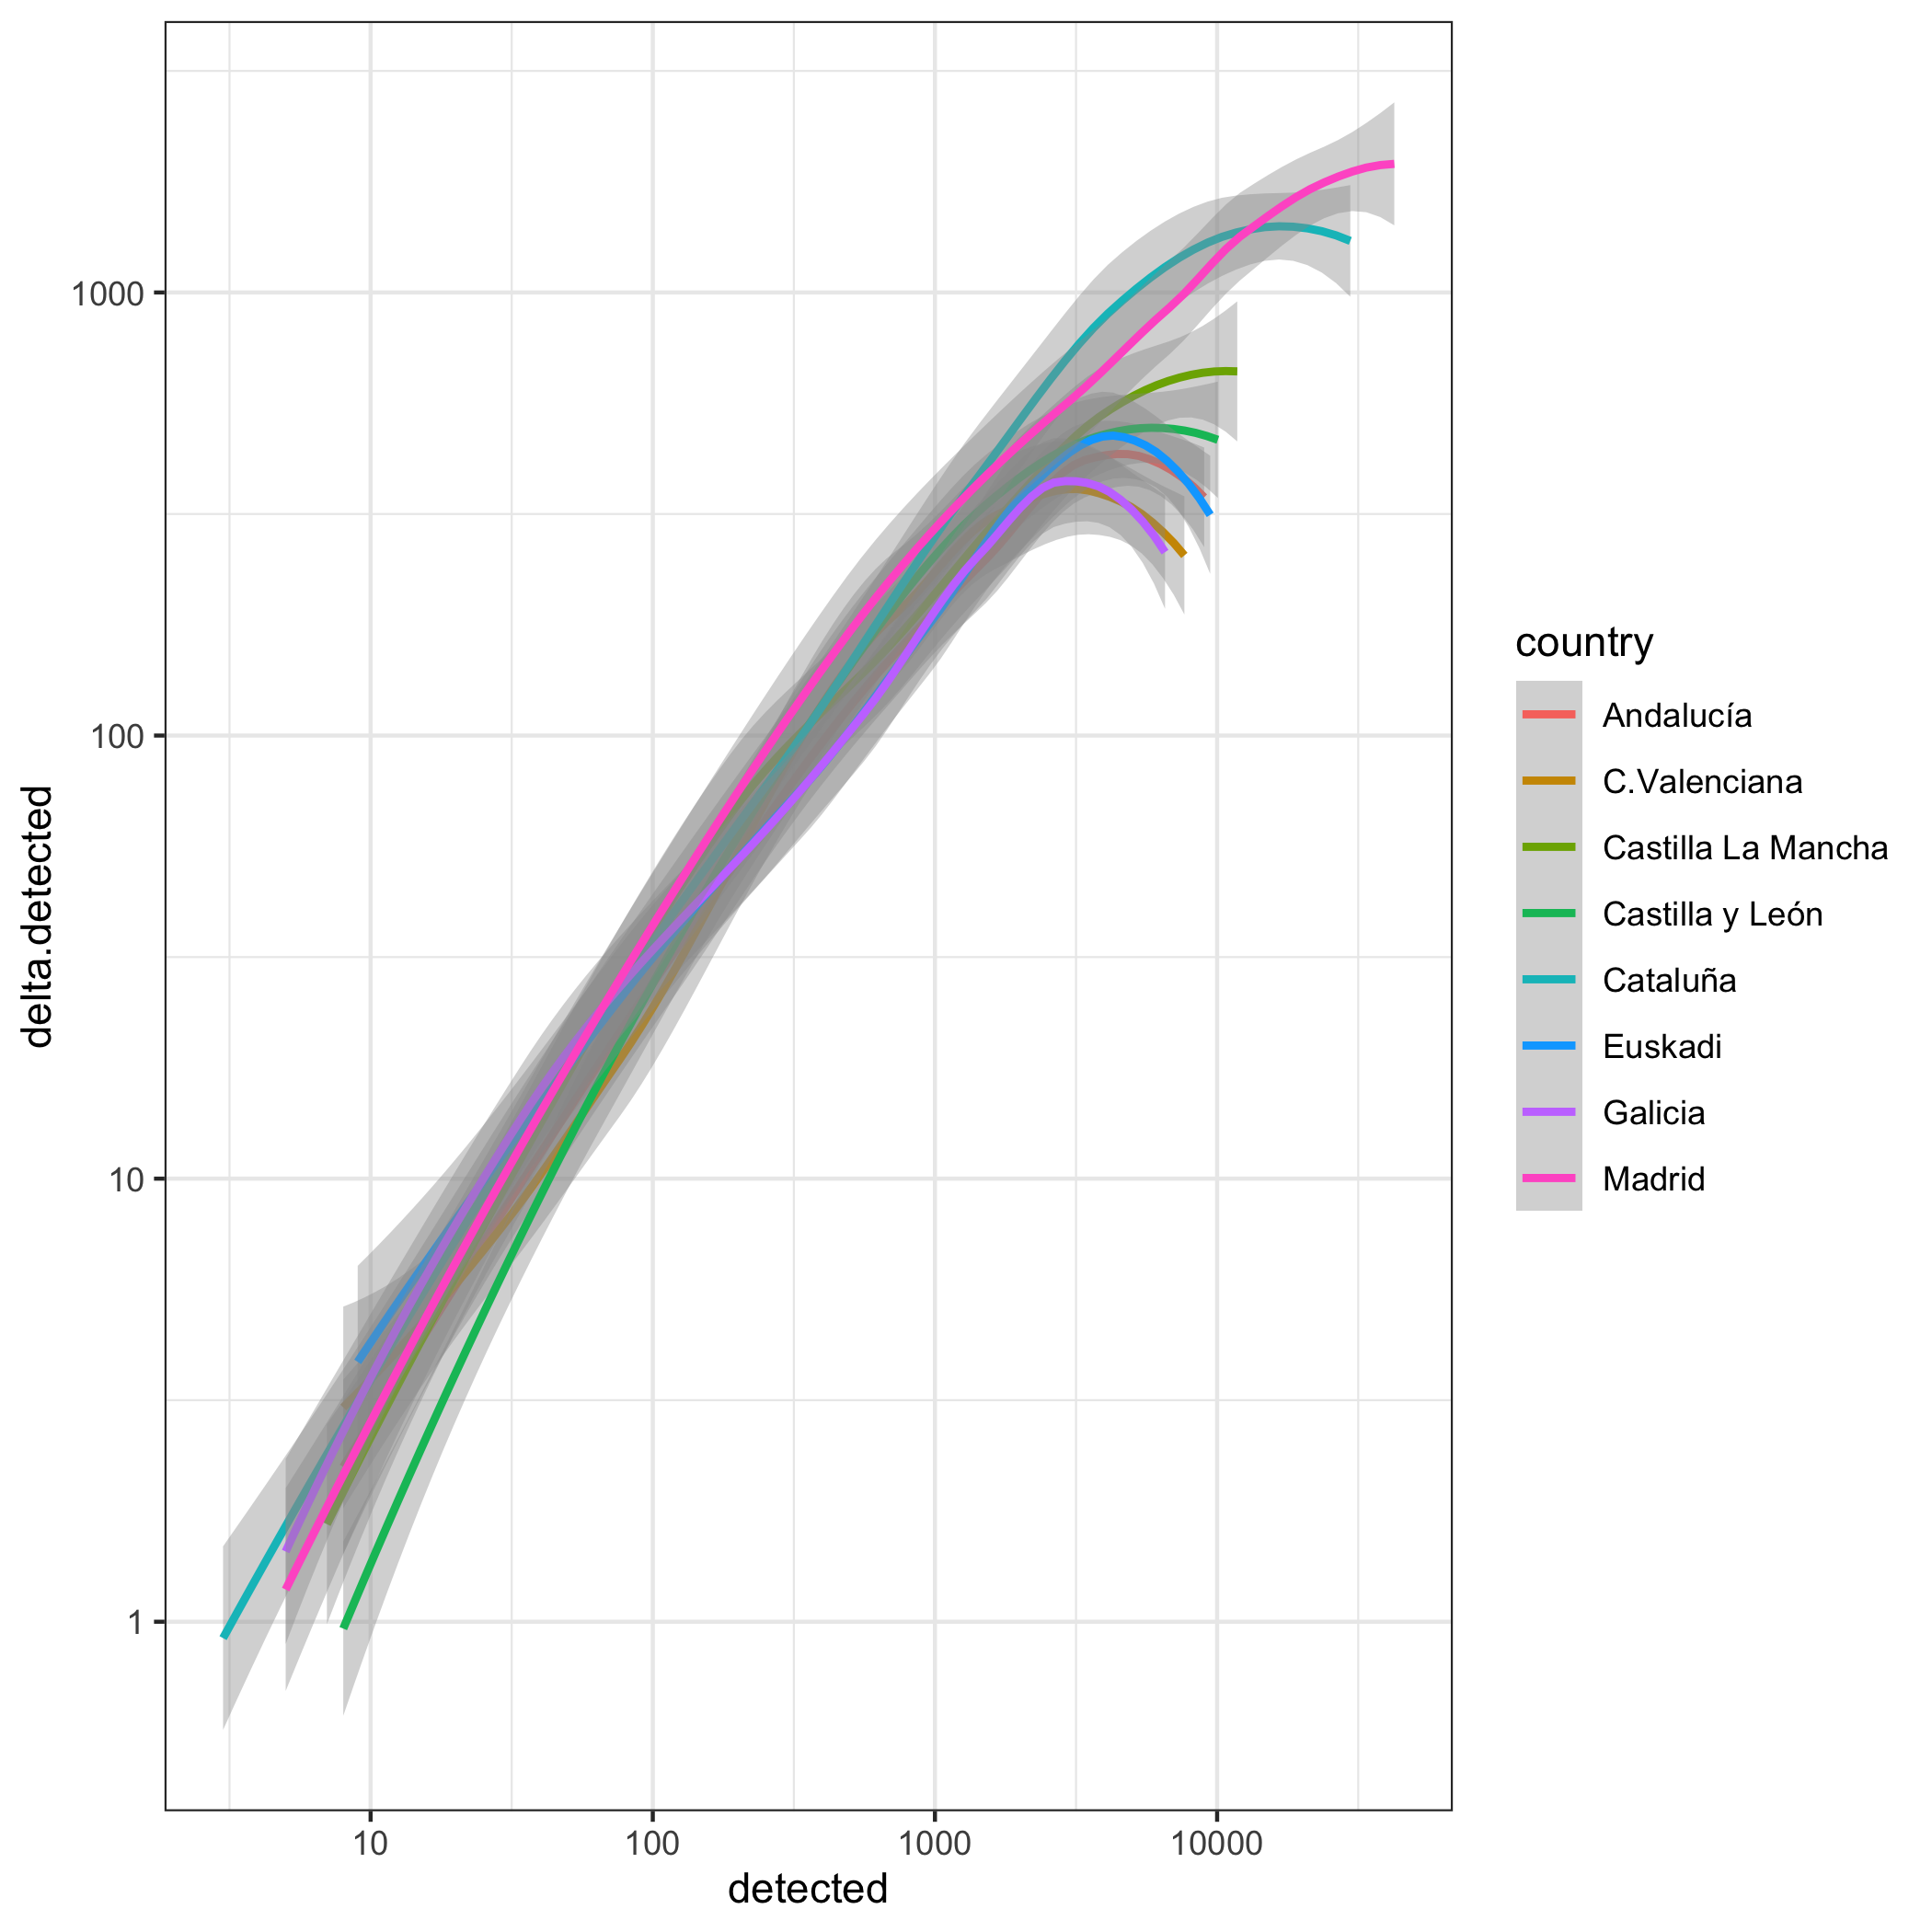 1000
100
10
1
delta.detected
10
100
1000
10000
detected
country
Andalucía
C.Valenciana
Castilla La Mancha
Castilla y León
Cataluña
Euskadi
Galicia
Madrid